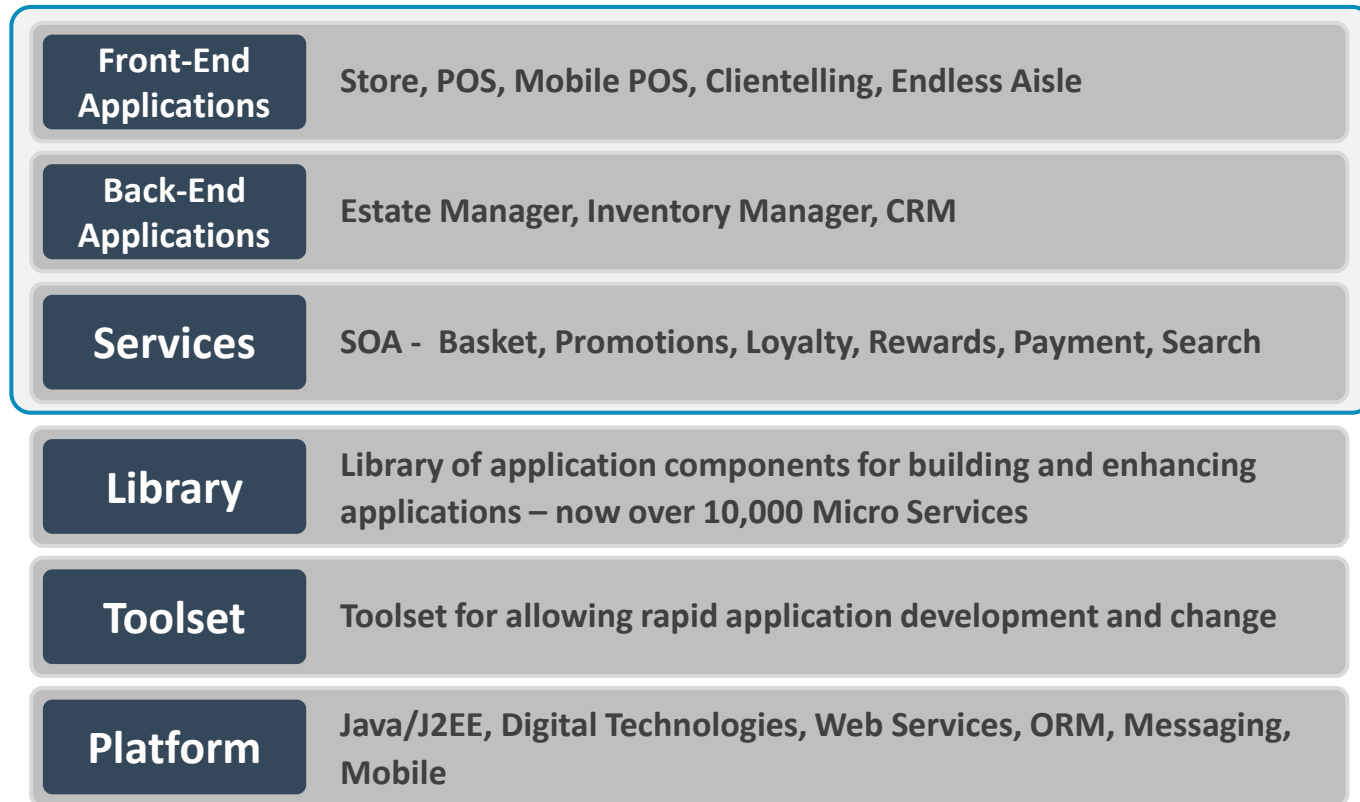 Front-End
Applications
Store, POS, Mobile POS, Clientelling, Endless Aisle
Back-End
Applications
Estate Manager, Inventory Manager, CRM
Services
SOA -  Basket, Promotions, Loyalty, Rewards, Payment, Search
Library
Library of application components for building and enhancing
applications – now over 10,000 Micro Services
Toolset
Toolset for allowing rapid application development and change
Platform
Java/J2EE, Digital Technologies, Web Services, ORM, Messaging,
Mobile